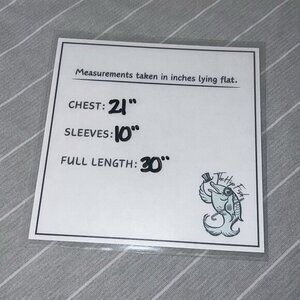 Measurements taken in inches lying flat.
CHEST: 21"
SLEEVES: 10"
FULL LENGTH: 30"